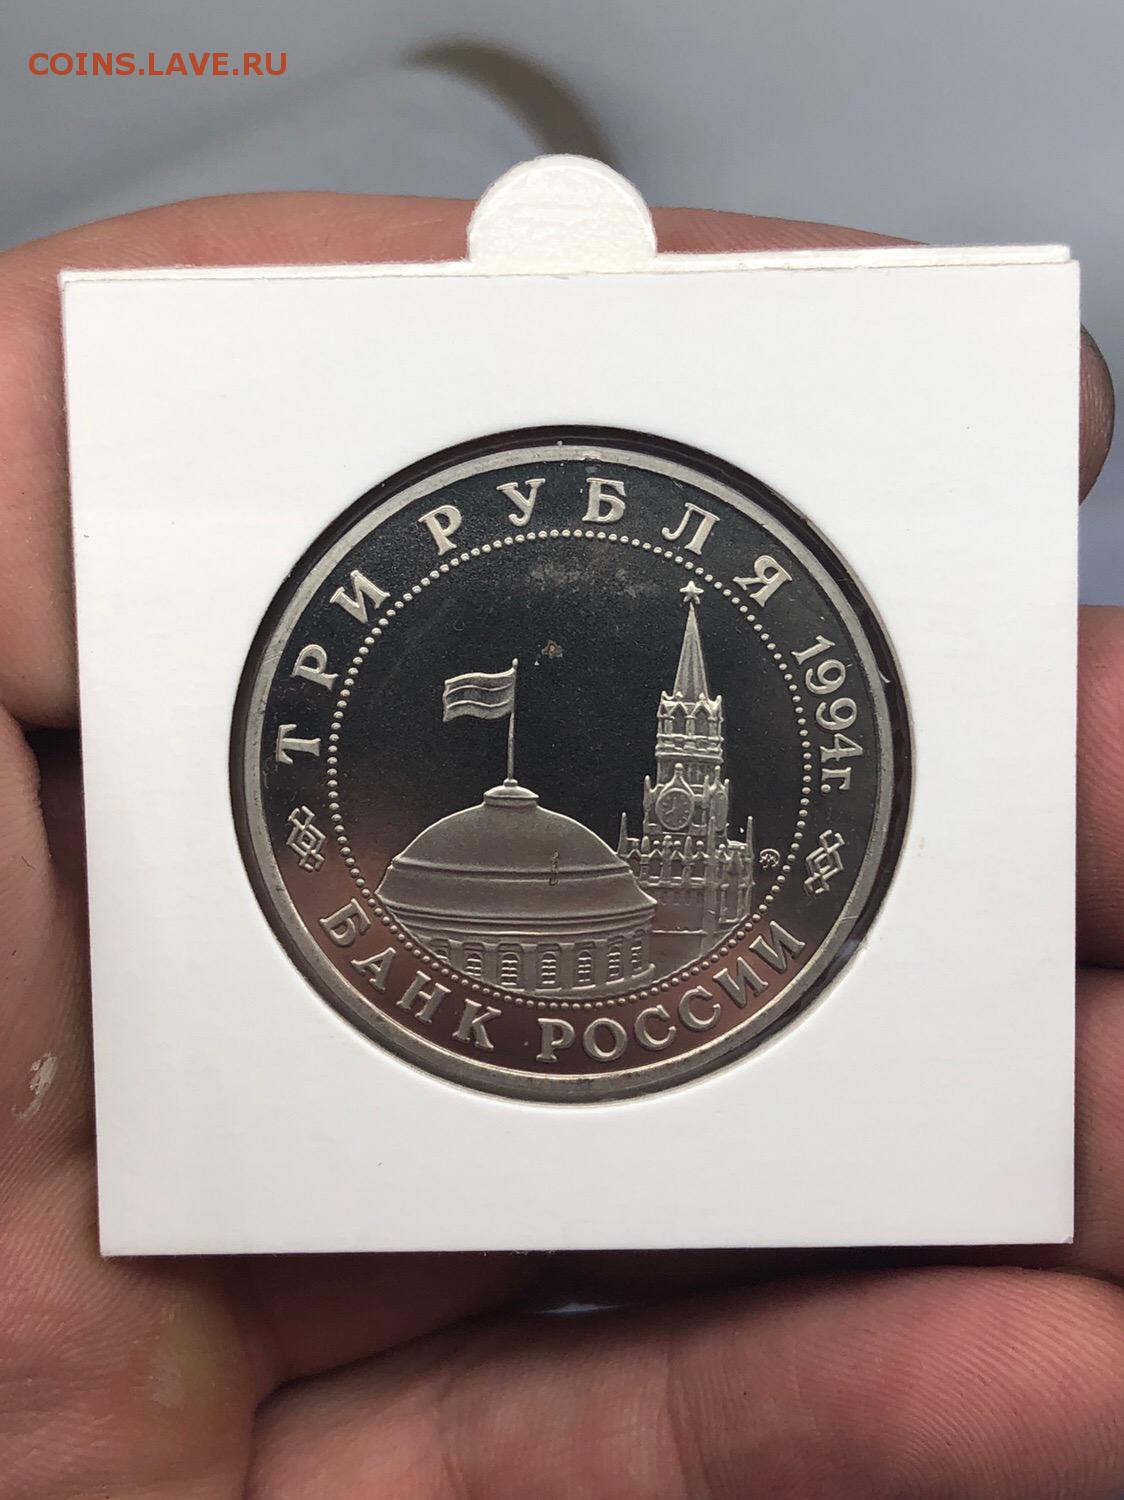 COINS.LAVE.RU
ТРИ РУБЛЯ 1994г.
БАНК РОССИИ